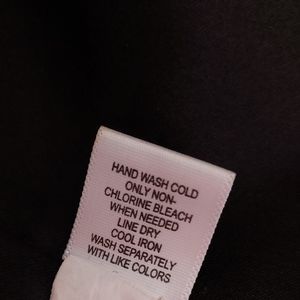 HAND WASH COLD
ONLY NON-
CHLORINE BLEACH
WHEN NEEDED
LINE DRY
COOL IRON
WASH SEPARATELY
WITH LIKE COLORS